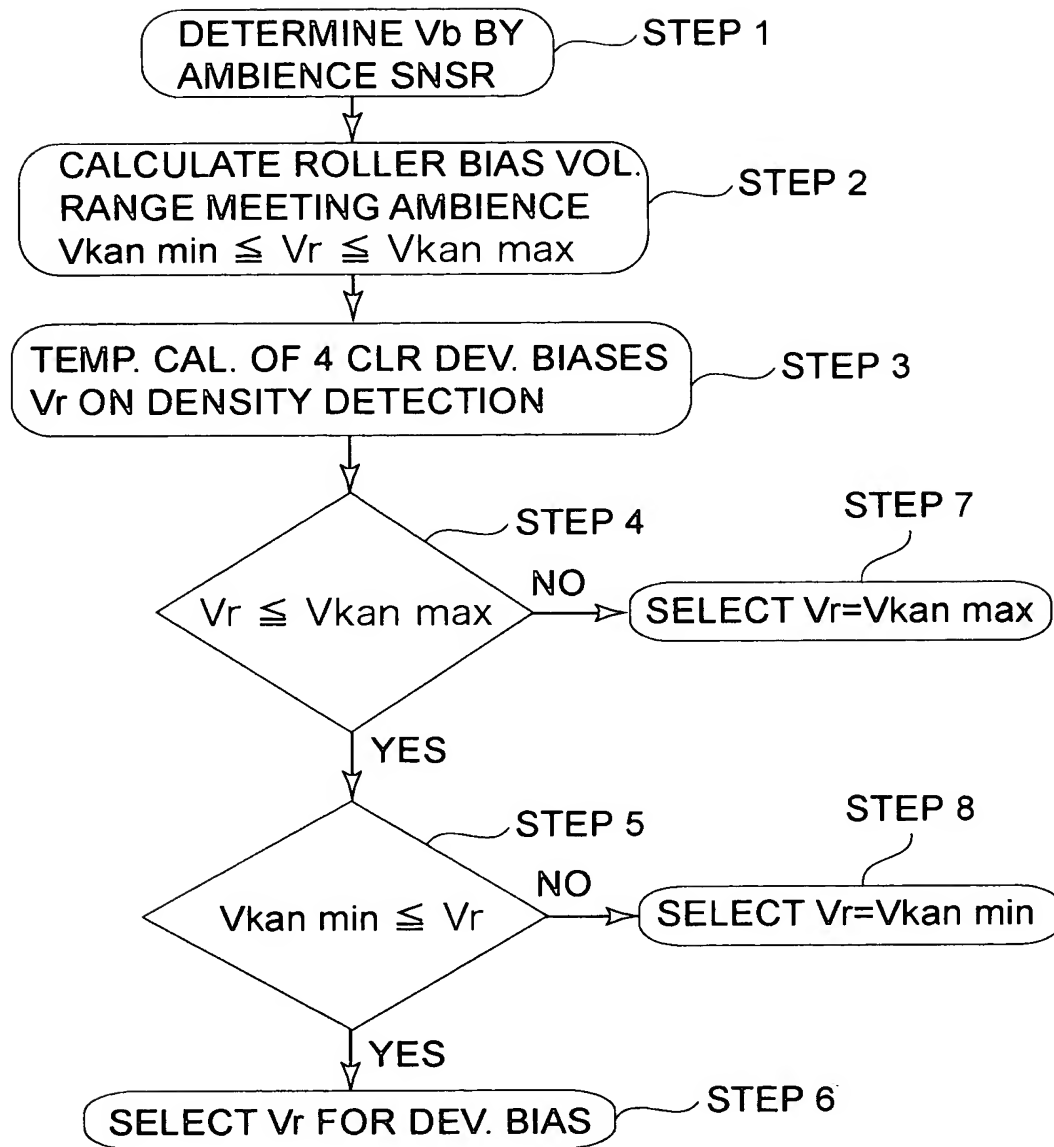 DETERMINE Vb BY
AMBIENCE SNSR
STEP 1
CALCULATE ROLLER BIAS VOL.
RANGE MEETING AMBIENCE
Vkan min ≦ Vr ≦ Vkan max
STEP 2
TEMP. CAL. OF 4 CLR DEV. BIASES
Vr ON DENSITY DETECTION
STEP 3
STEP 4
Vr ≦ Vkan max
NO
STEP 7
SELECT Vr=Vkan max
YES
STEP 5
Vkan min ≦ Vr
NO
STEP 8
SELECT Vr=Vkan min
YES
SELECT Vr FOR DEV. BIAS
STEP 6